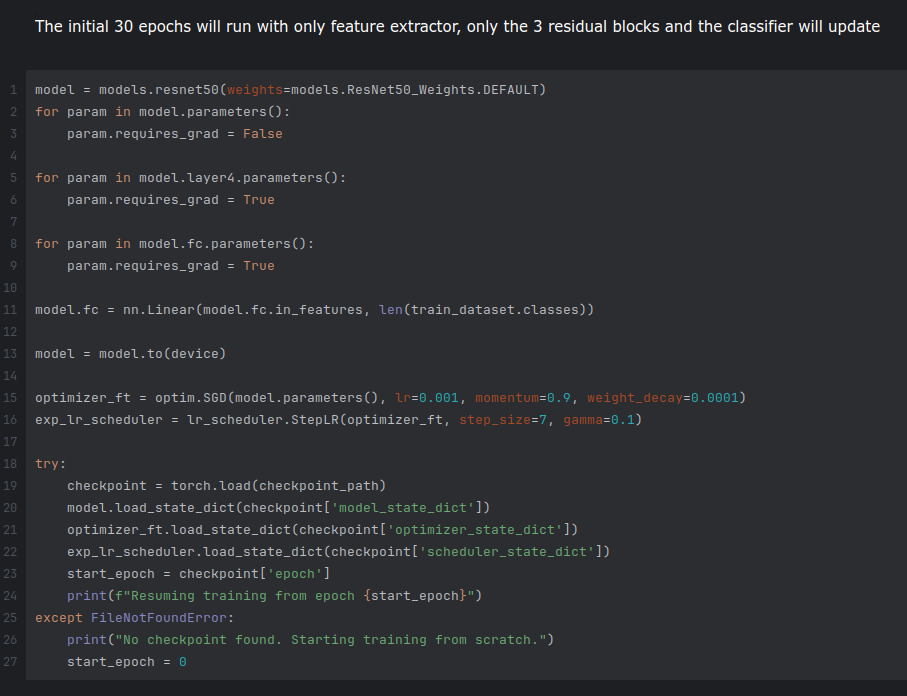 The initial 30 epochs will run with only feature extractor, only the 3 residual blocks and the classifier will update
1 model = models.resnet50(weights=models.ResNet50_Weights.DEFAULT)
2 for param in model.parameters():
3     param.requires_grad = False
4
5 for param in model.layer4.parameters():
6     param.requires_grad = True
7
8 for param in model.fc.parameters():
9     param.requires_grad = True
10
11 model.fc = nn.Linear(model.fc.in_features, len(train_dataset.classes))
12
13 model = model.to(device)
14
15 optimizer_ft = optim.SGD(model.parameters(), lr=0.001, momentum=0.9, weight_decay=0.0001)
16 exp_lr_scheduler = lr_scheduler.StepLR(optimizer_ft, step_size=7, gamma=0.1)
17
18 try:
19     checkpoint = torch.load(checkpoint_path)
20     model.load_state_dict(checkpoint['model_state_dict'])
21     optimizer_ft.load_state_dict(checkpoint['optimizer_state_dict'])
22     exp_lr_scheduler.load_state_dict(checkpoint['scheduler_state_dict'])
23     start_epoch = checkpoint['epoch']
24     print(f"Resuming training from epoch {start_epoch}")
25 except FileNotFoundError:
26     print("No checkpoint found. Starting training from scratch.")
27     start_epoch = 0